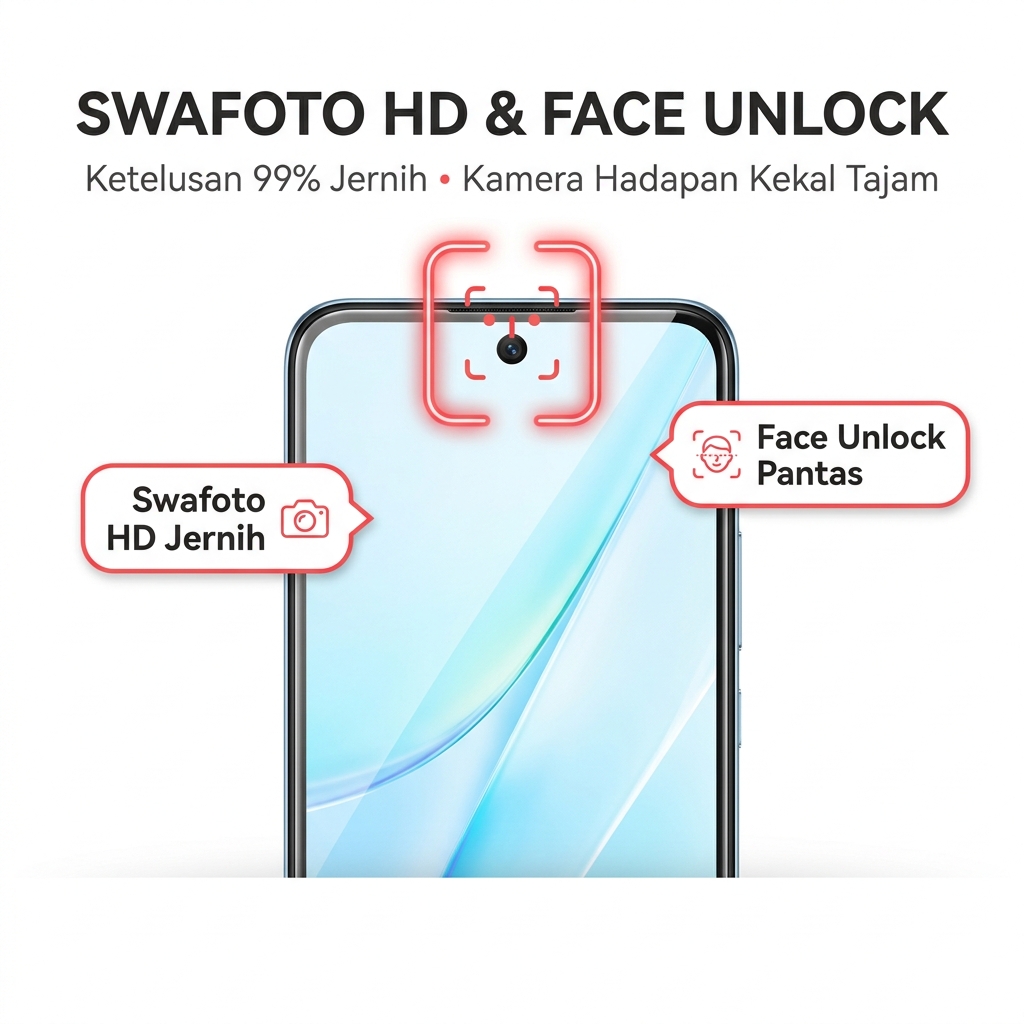 SWAFOTO HD & FACE UNLOCK
Ketelusan 99% Jernih • Kamera Hadapan Kekal Tajam
Face Unlock
Pantas
Swafoto
HD Jernih